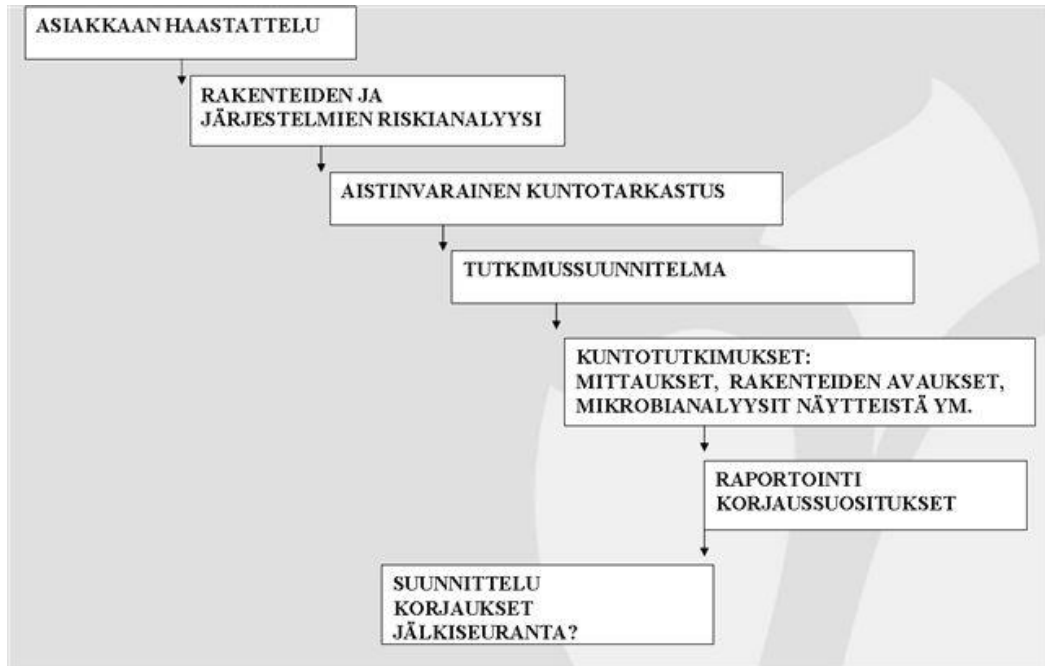 ASIAKKAAN HAASTATTELU
RAKENTEIDEN JA
JÄRJESTELMIEN RISKIANALYYSI
AISTINVARAINEN KUNTOTARKASTUS
TUTKIMUSSUUNNITELMA
KUNTOTUTKIMUKSET:
MITTAUKSET, RAKENTEIDEN AVAUKSET,
MIKROBIANALYYSIT NÄYTTEISTÄ YM.
RAPORTOINTI
KORJAUSSUOSITUKSET
SUUNNITTELU
KORJAUKSET
JÄLKISEURANTA?